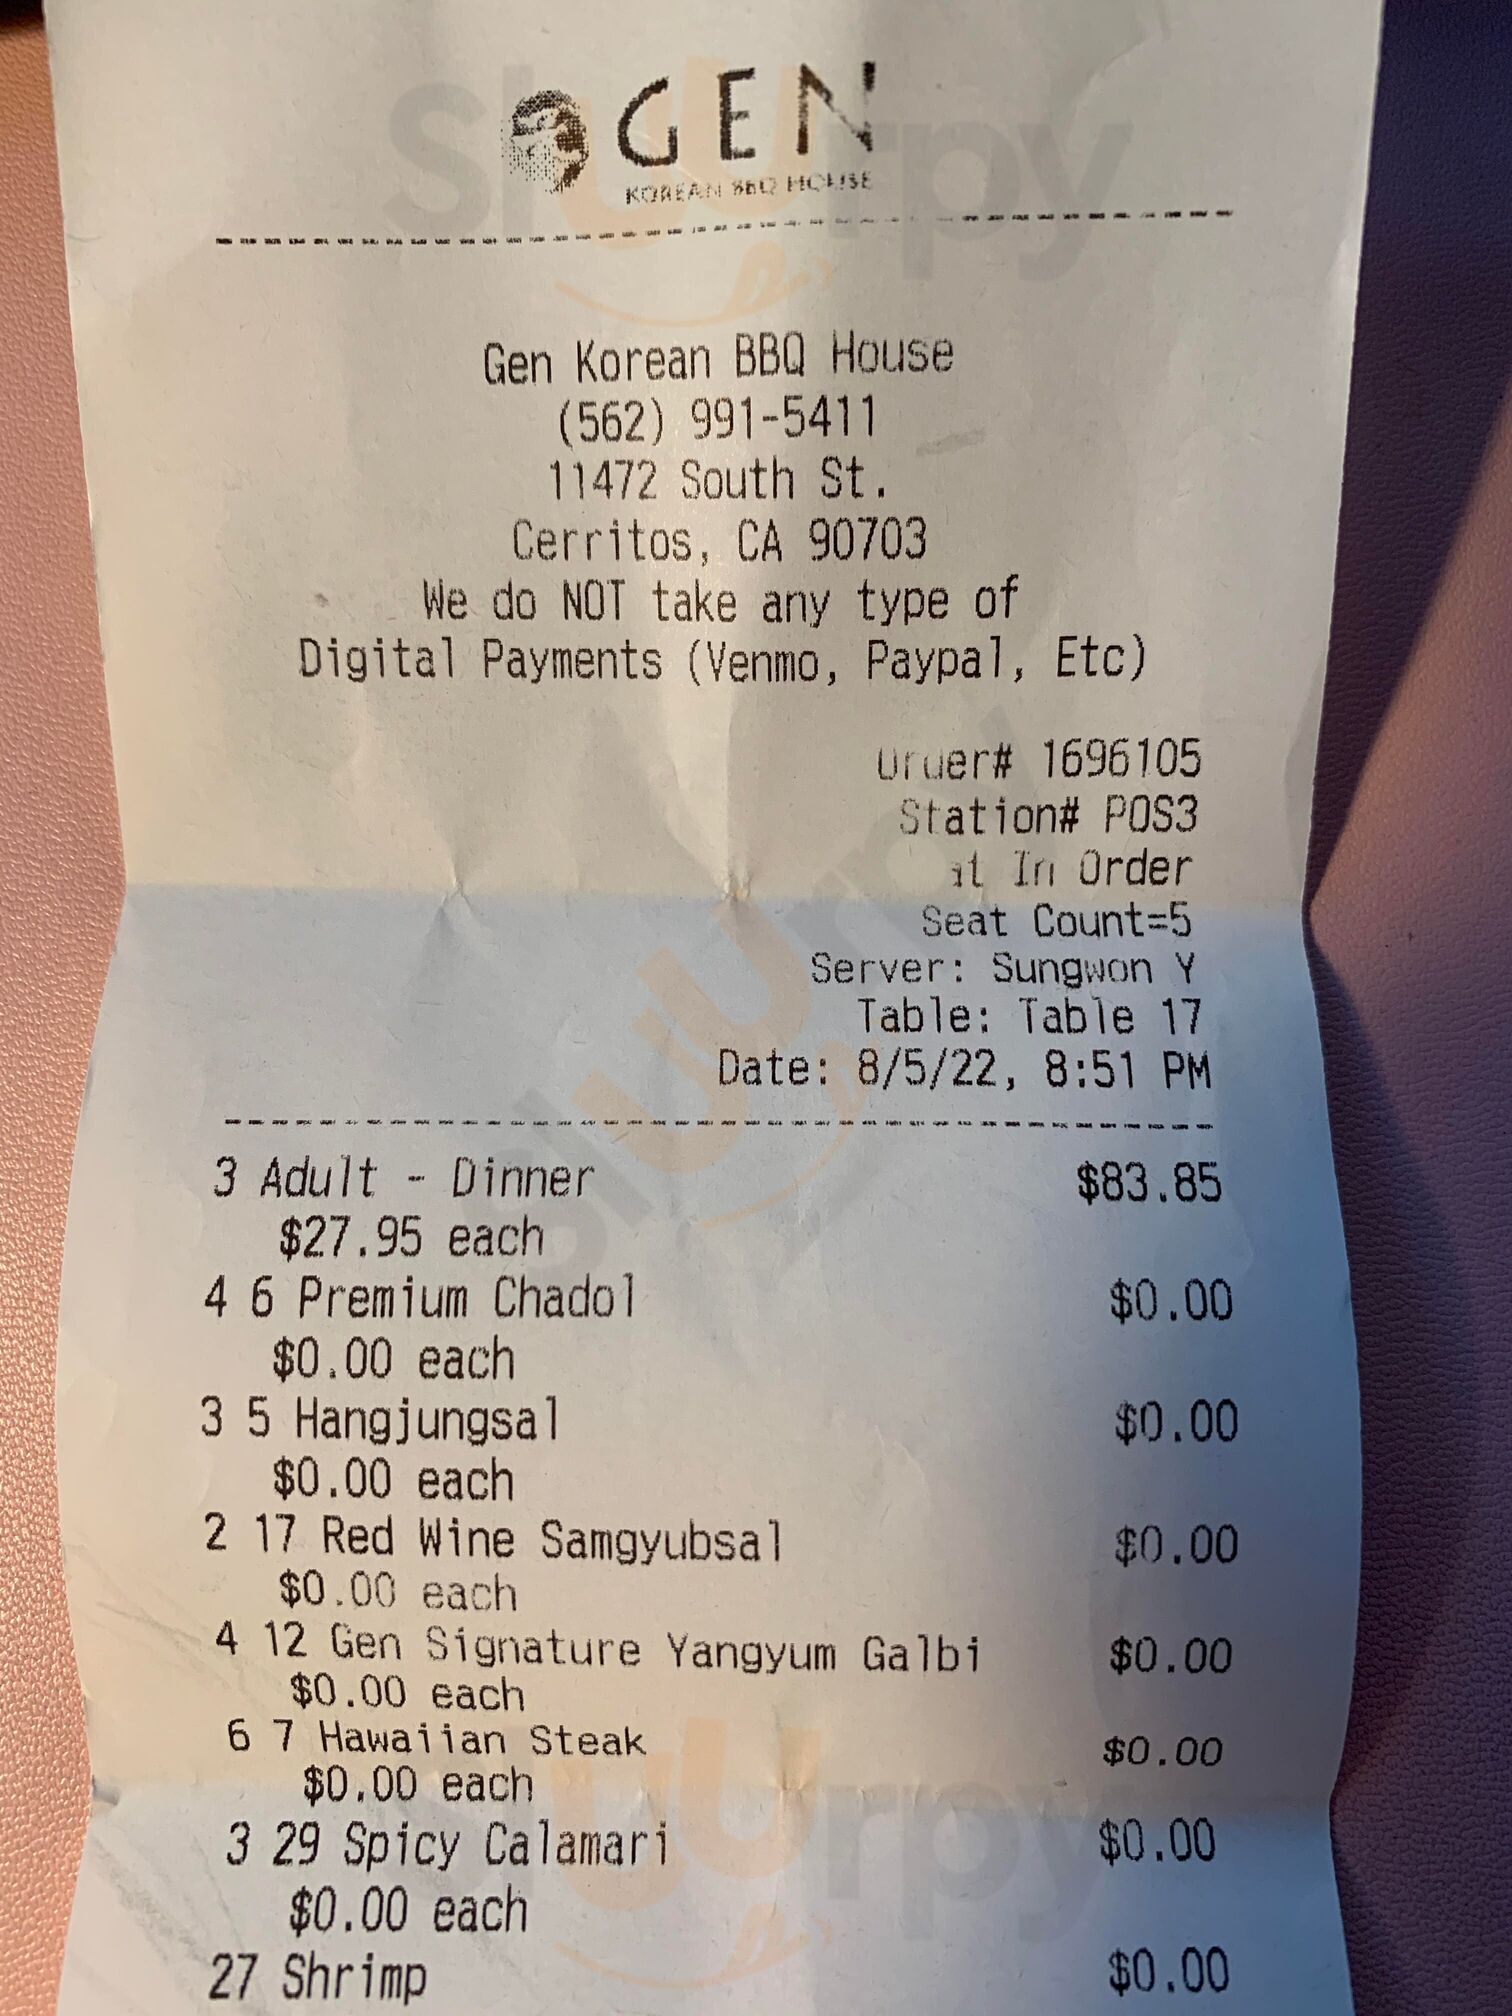 GEN
KOREAN BBQ HOUSE
Gen Korean BBQ House
(562) 991-5411
11472 South St.
Cerritos, CA 90703
We do NOT take any type of
Digital Payments (Venmo, Paypal, Etc)
Order# 1696105
Station# POS3
at In Order
Seat Count=5
Server: Sungwon Y
Table: Table 17
Date: 8/5/22, 8:51 PM
3 Adult - Dinner $83.85
$27.95 each
4 6 Premium Chadol $0.00
$0.00 each
3 5 Hangjungsal $0.00
$0.00 each
2 17 Red Wine Samgyubsal $0.00
$0.00 each
4 12 Gen Signature Yangyum Galbi $0.00
$0.00 each
6 7 Hawaiian Steak $0.00
$0.00 each
3 29 Spicy Calamari $0.00
$0.00 each
27 Shrimp $0.00
Slurpy
Slurpy
Slurpy